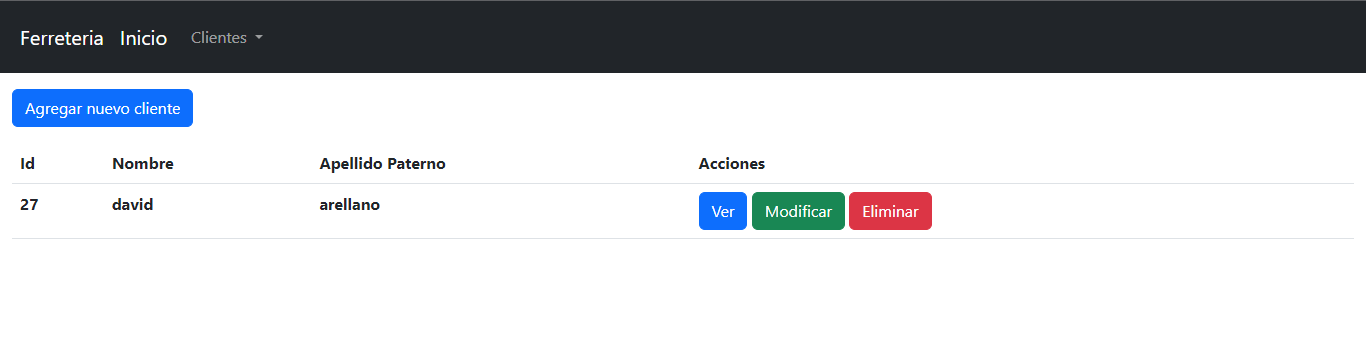 Ferreteria Inicio Clientes
Agregar nuevo cliente
Id Nombre Apellido Paterno Acciones
27 david arellano Ver Modificar Eliminar